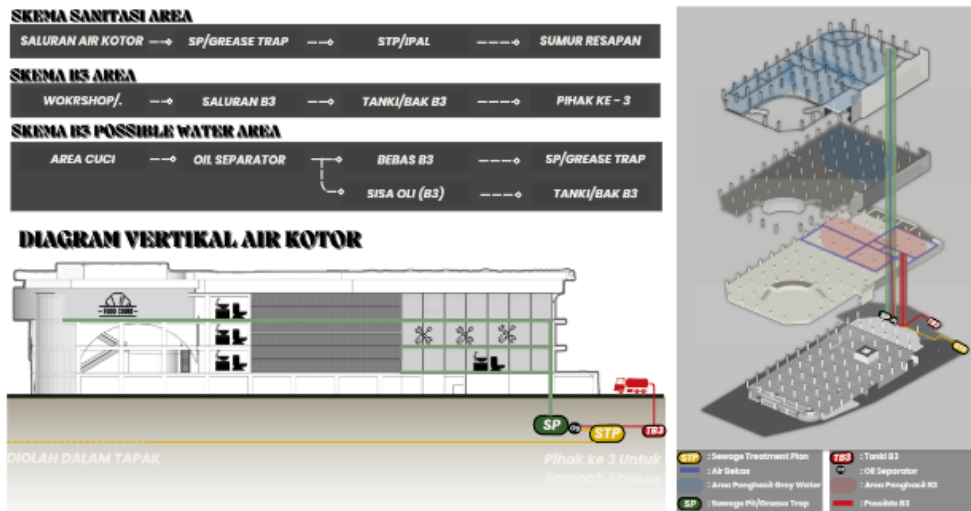 SKEMA SANITASI AREA
SALURAN AIR KOTOR SP/GREASE TRAP STP/IPAL SUMUR RESAPAN
SKEMA B3 AREA
WOKRSHOP/. SALURAN B3 TANKI/BAK B3 PIHAK KE - 3
SKEMA B3 POSSIBLE WATER AREA
AREA CUCI OIL SEPARATOR BEBAS B3 SP/GREASE TRAP
SISA OLI (B3) TANKI/BAK B3
DIAGRAM VERTIKAL AIR KOTOR
FOOD COURT
SP OS STP TB3
DIOLAH DALAM TAPAK
Pihak ke 3 Untuk
Sampah Khusus
TB3
STP
STP : Sewage Treatment Plan
: Air Bekas
: Area Penghasil Grey Water
SP : Sewage Pit/Grease Trap
TB3 : Tanki B3
OS : Oil Separator
: Area Penghasil B3
: Possible B3